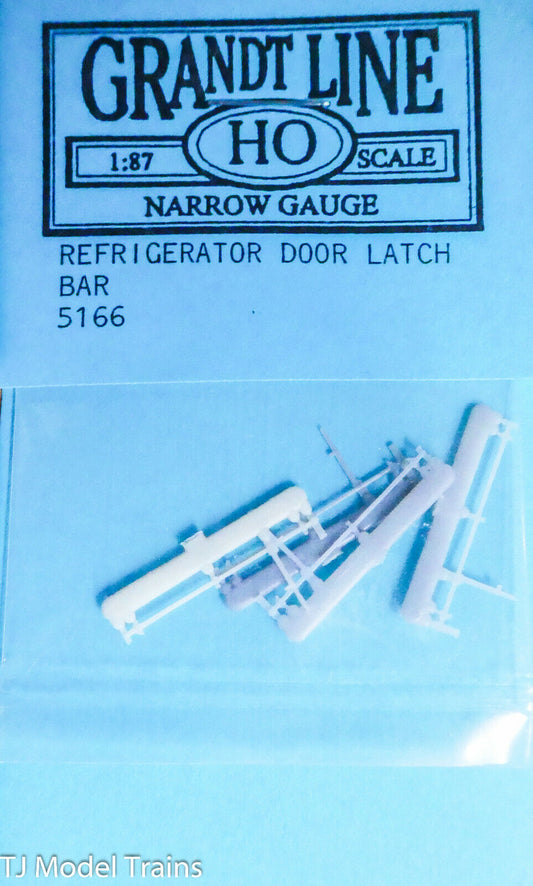 GRANDT LINE
1:87 HO SCALE
NARROW GAUGE
REFRIGERATOR DOOR LATCH
BAR
5166
TJ Model Trains